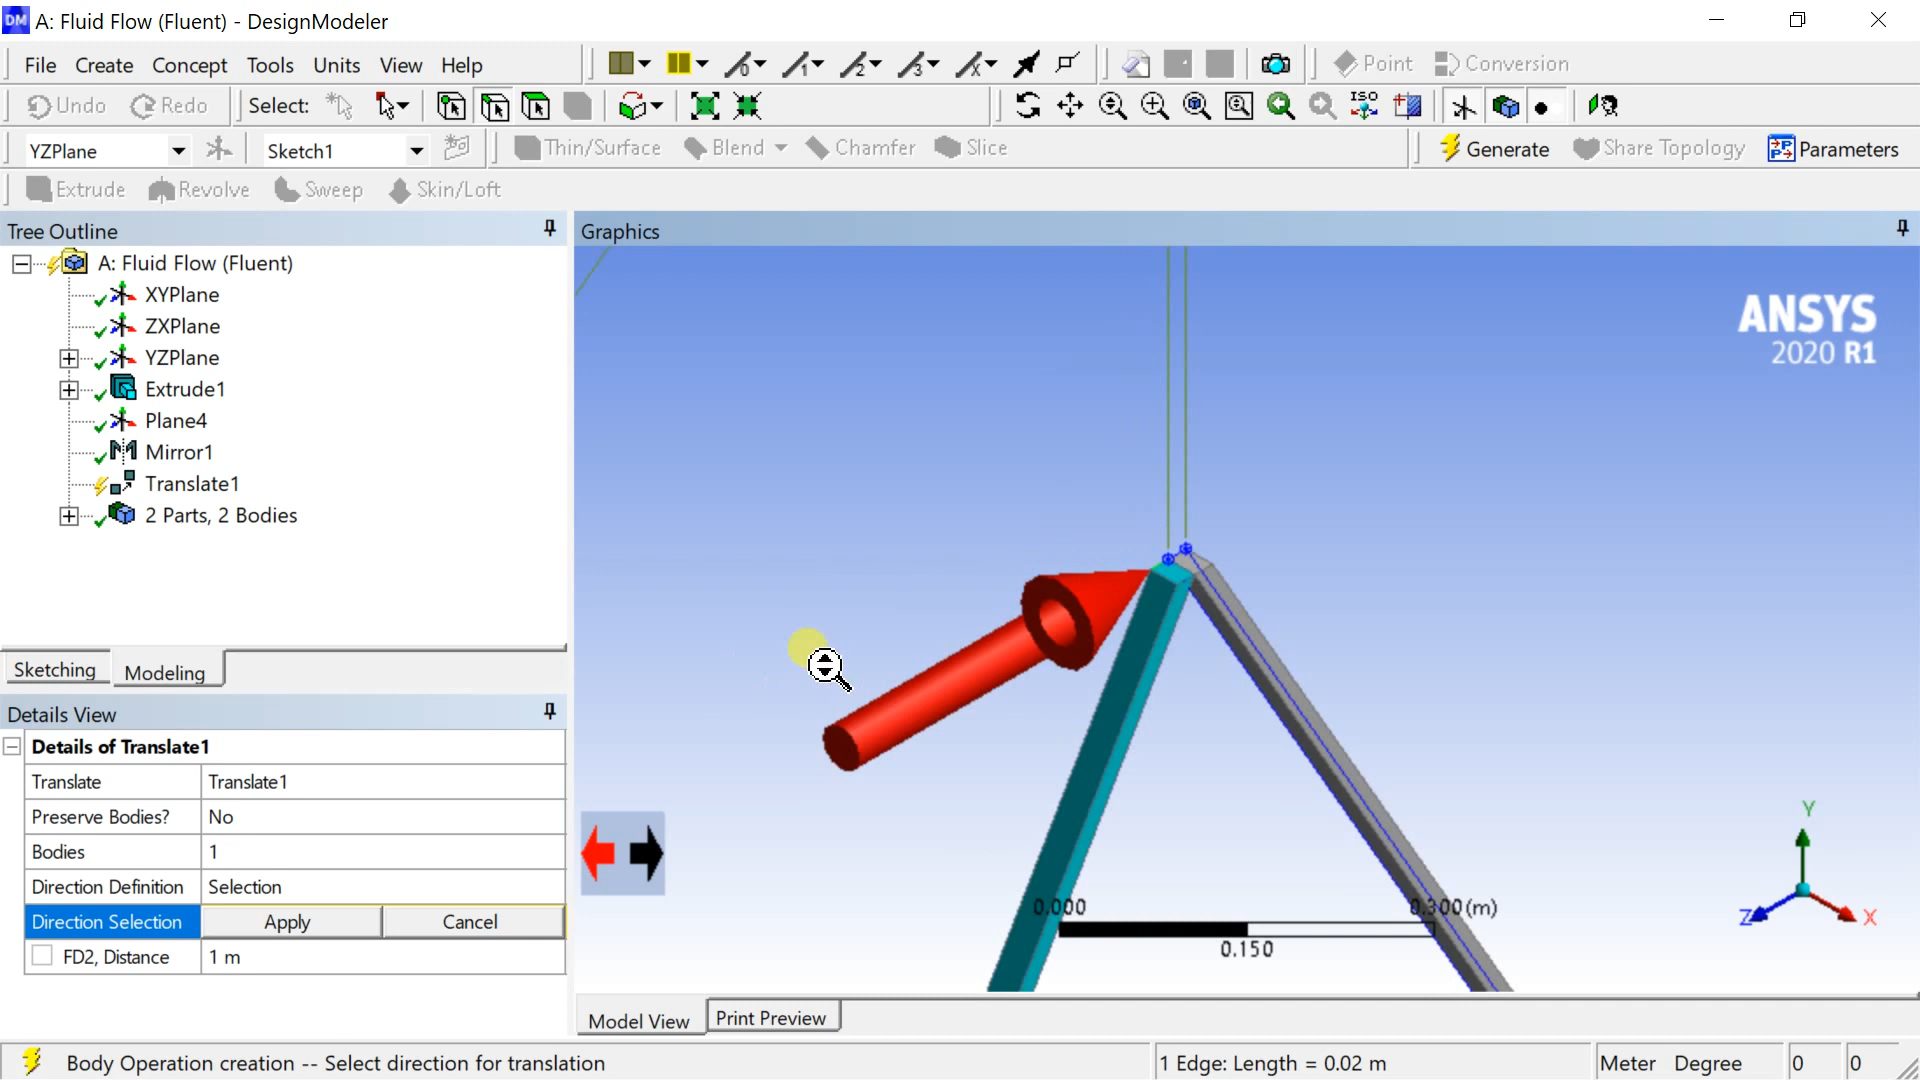 A: Fluid Flow (Fluent) - DesignModeler
File Create Concept Tools Units View Help
Point Conversion
Undo Redo Select: ISO
YZPlane Sketch1 Thin/Surface Blend Chamfer Slice Generate Share Topology Parameters
Extrude Revolve Sweep Skin/Loft
Tree Outline
A: Fluid Flow (Fluent)
XYPlane
ZXPlane
YZPlane
Extrude1
Plane4
Mirror1
Translate1
2 Parts, 2 Bodies
Sketching Modeling
Details View
Details of Translate1
Translate Translate1
Preserve Bodies? No
Bodies 1
Direction Definition Selection
Direction Selection Apply Cancel
FD2, Distance 1 m
Graphics
ANSYS
2020 R1
Y
Z X
0.000 0.300 (m)
0.150
Model View Print Preview
Body Operation creation -- Select direction for translation 1 Edge: Length = 0.02 m Meter Degree 0 0